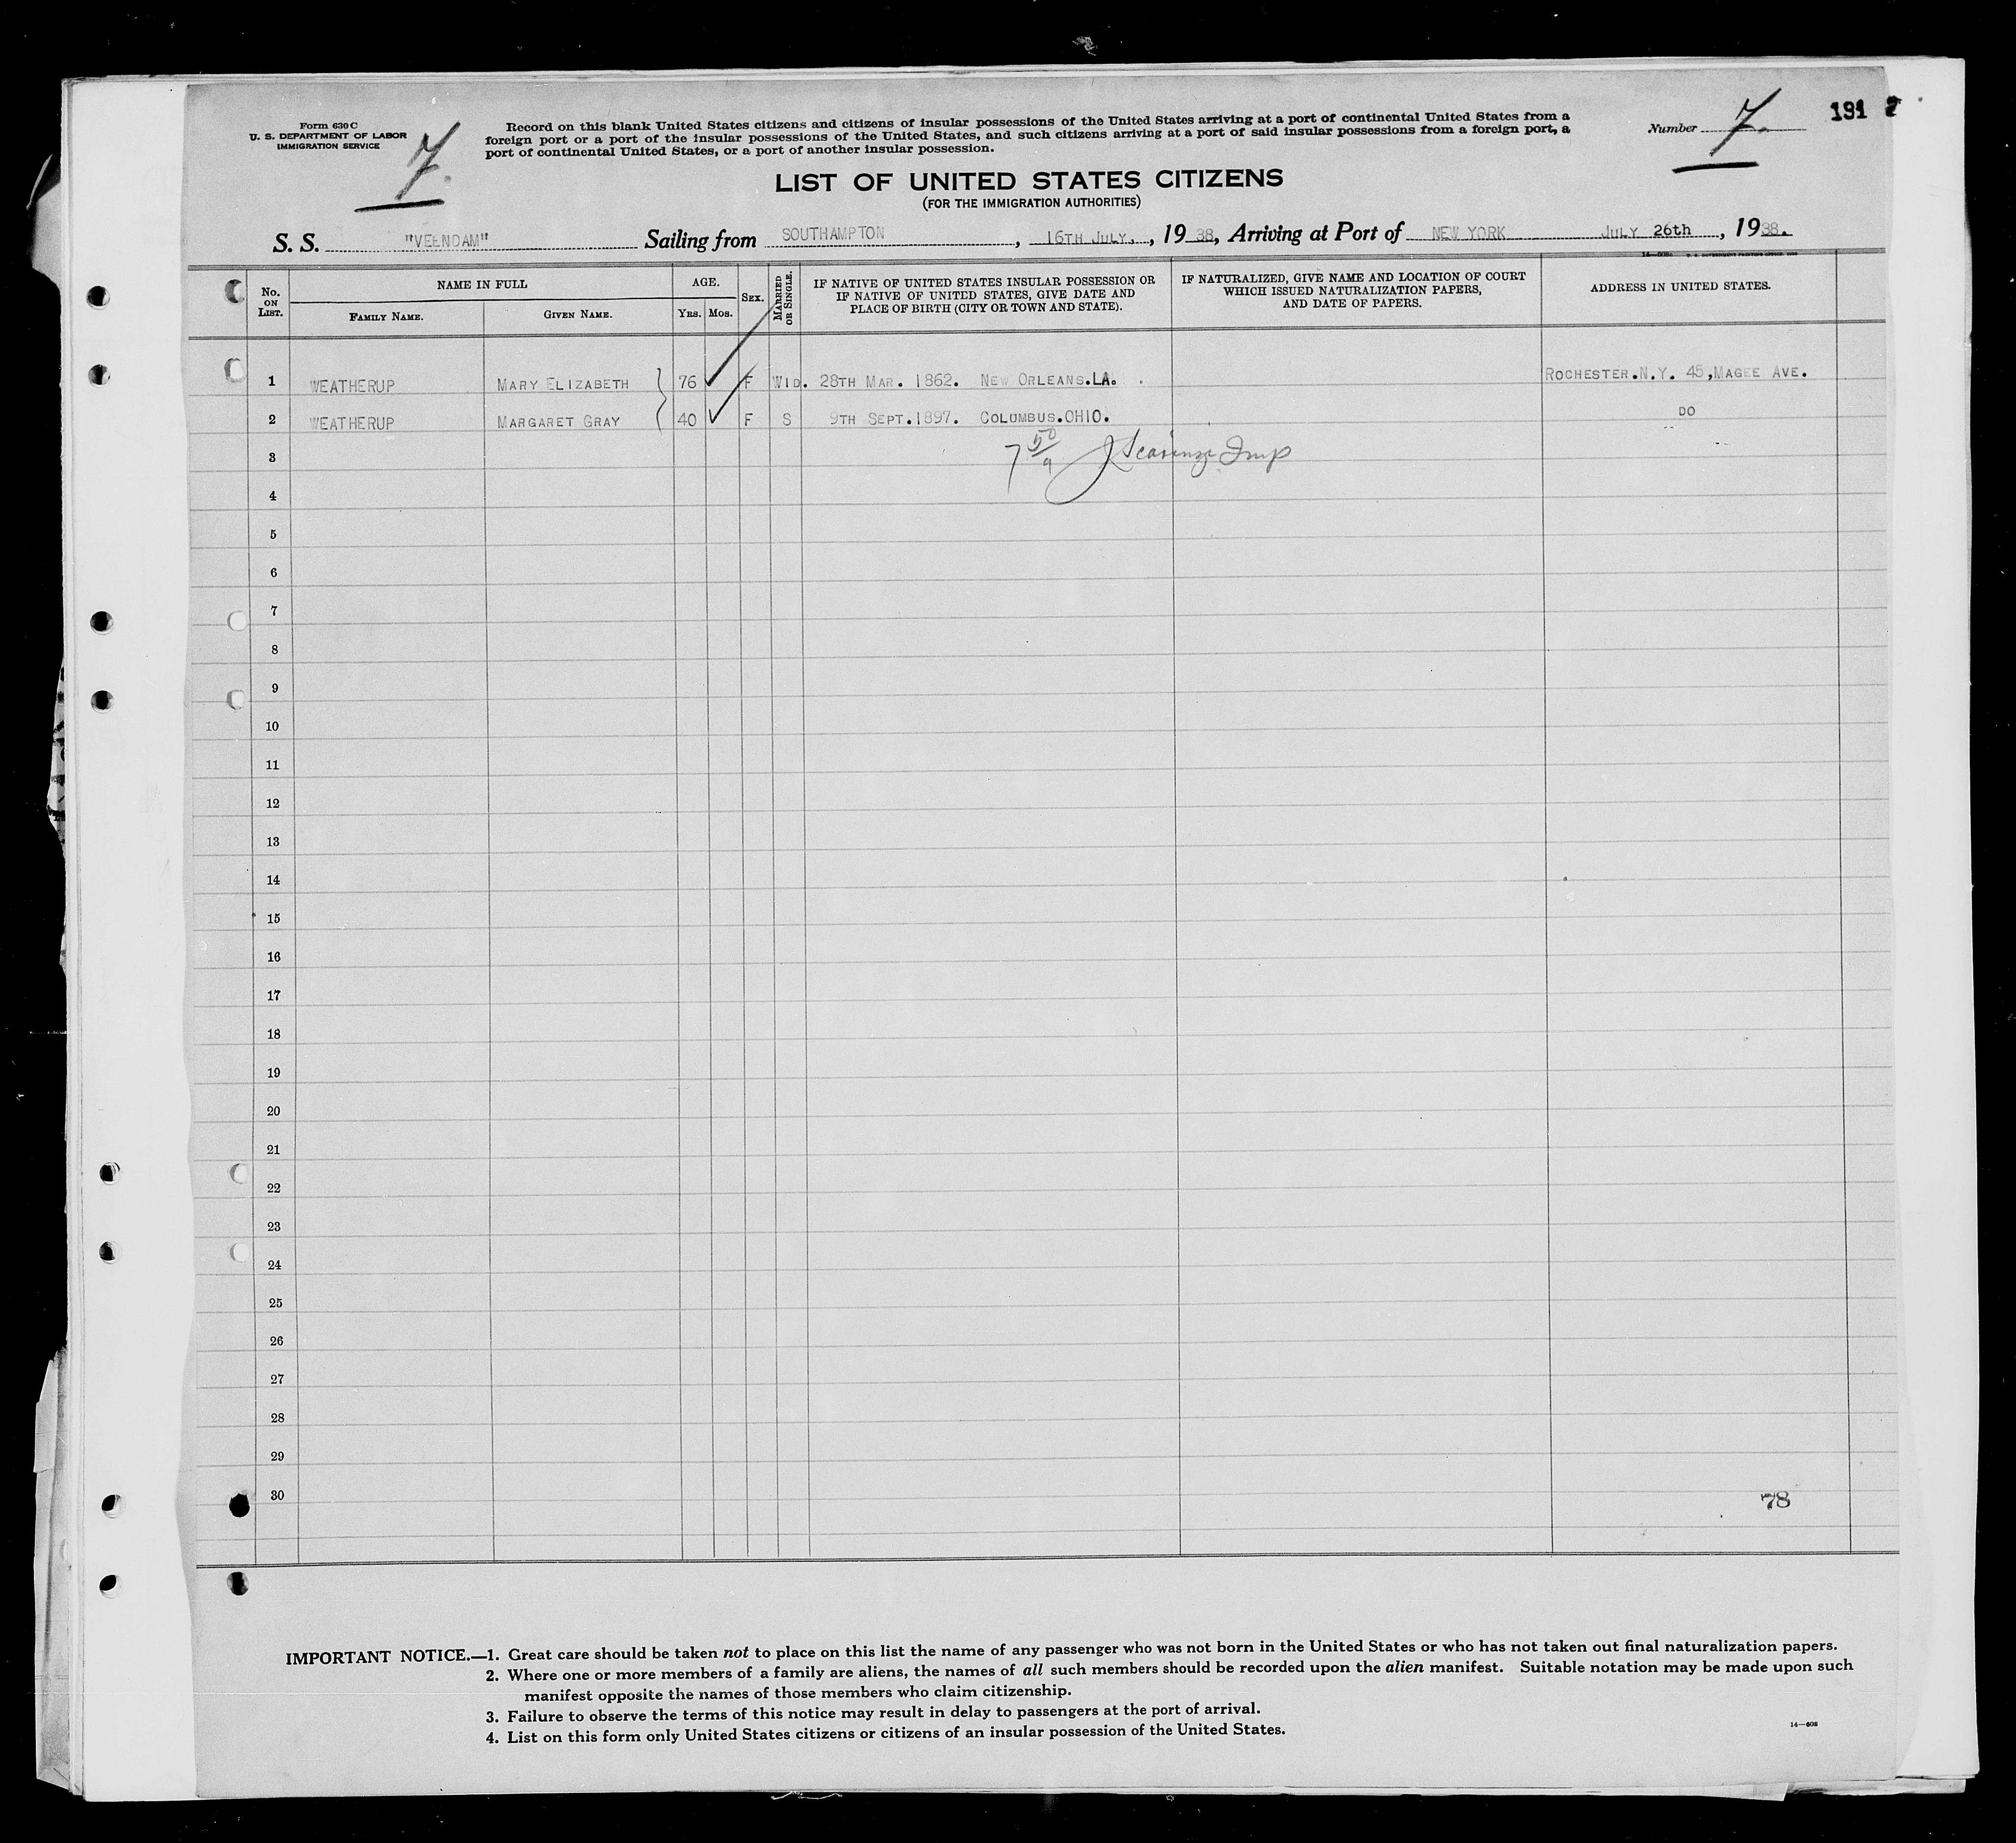 Form 630 C
U. S. DEPARTMENT OF LABOR
IMMIGRATION SERVICE
7.
Record on this blank United States citizens and citizens of insular possessions of the United States arriving at a port of continental United States from a
foreign port or a port of the insular possessions of the United States, and such citizens arriving at a port of said insular possessions from a foreign port, a
port of continental United States, or a port of another insular possession.
Number 7.
191
LIST OF UNITED STATES CITIZENS
(FOR THE IMMIGRATION AUTHORITIES)
S. S. "VEENDAM" Sailing from SOUTHAMPTON, 16TH JULY., 1938, Arriving at Port of NEW YORK JULY 26th, 1938.
No. ON LIST. NAME IN FULL AGE. SEX. MARRIED OR SINGLE. IF NATIVE OF UNITED STATES INSULAR POSSESSION OR IF NATIVE OF UNITED STATES, GIVE DATE AND PLACE OF BIRTH (CITY OR TOWN AND STATE). IF NATURALIZED, GIVE NAME AND LOCATION OF COURT WHICH ISSUED NATURALIZATION PAPERS, AND DATE OF PAPERS. ADDRESS IN UNITED STATES.
FAMILY NAME. GIVEN NAME. YRS. MOS.
1 WEATHERUP MARY ELIZABETH 76 F WID. 28TH MAR. 1862. NEW ORLEANS.LA. ROCHESTER.N.Y. 45,MAGEE AVE.
2 WEATHERUP MARGARET GRAY 40 F S 9TH SEPT.1897. COLUMBUS.OHIO. DO
3
4
5
6
7
8
9
10
11
12
13
14
15
16
17
18
19
20
21
22
23
24
25
26
27
28
29
30
78
IMPORTANT NOTICE.—1. Great care should be taken not to place on this list the name of any passenger who was not born in the United States or who has not taken out final naturalization papers.
2. Where one or more members of a family are aliens, the names of all such members should be recorded upon the alien manifest. Suitable notation may be made upon such
manifest opposite the names of those members who claim citizenship.
3. Failure to observe the terms of this notice may result in delay to passengers at the port of arrival.
4. List on this form only United States citizens or citizens of an insular possession of the United States.
14—608